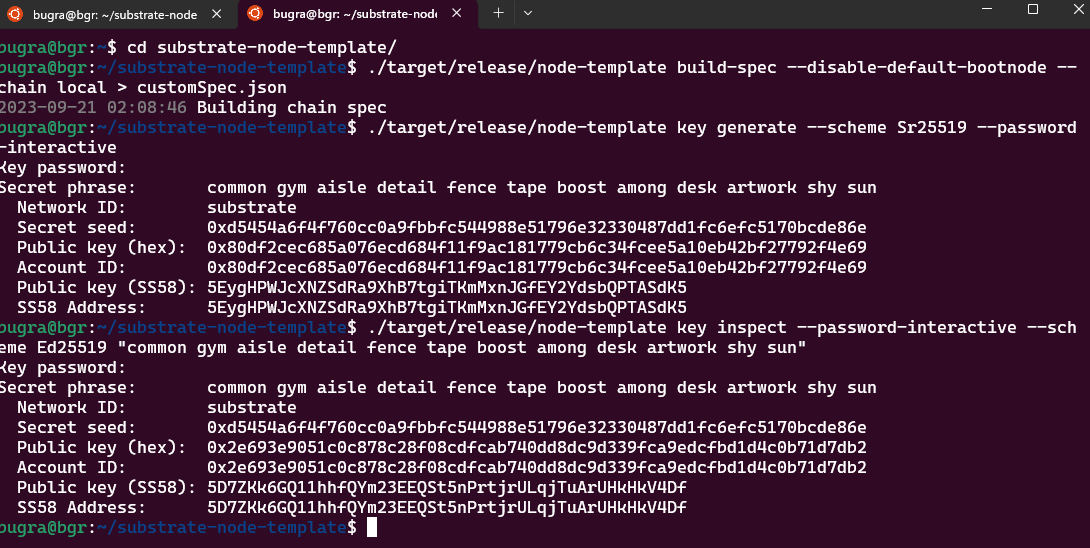 bugra@bgr: ~/substrate-node
bugra@bgr: ~/substrate-node
bugra@bgr:~$ cd substrate-node-template/
bugra@bgr:~/substrate-node-template$ ./target/release/node-template build-spec --disable-default-bootnode --
chain local > customSpec.json
2023-09-21 02:08:46 Building chain spec
bugra@bgr:~/substrate-node-template$ ./target/release/node-template key generate --scheme Sr25519 --password
-interactive
Key password:
Secret phrase:       common gym aisle detail fence tape boost among desk artwork shy sun
  Network ID:        substrate
  Secret seed:       0xd5454a6f4f760cc0a9fbbfc544988e51796e32330487dd1fc6efc5170bcde86e
  Public key (hex):  0x80df2cec685a076ecd684f11f9ac181779cb6c34fcee5a10eb42bf27792f4e69
  Account ID:        0x80df2cec685a076ecd684f11f9ac181779cb6c34fcee5a10eb42bf27792f4e69
  Public key (SS58): 5EygHPWJcXNZSdRa9XhB7tgiTKmMxnJGfEY2YdsbQPTASdK5
  SS58 Address:      5EygHPWJcXNZSdRa9XhB7tgiTKmMxnJGfEY2YdsbQPTASdK5
bugra@bgr:~/substrate-node-template$ ./target/release/node-template key inspect --password-interactive --sch
eme Ed25519 "common gym aisle detail fence tape boost among desk artwork shy sun"
Key password:
Secret phrase:       common gym aisle detail fence tape boost among desk artwork shy sun
  Network ID:        substrate
  Secret seed:       0xd5454a6f4f760cc0a9fbbfc544988e51796e32330487dd1fc6efc5170bcde86e
  Public key (hex):  0x2e693e9051c0c878c28f08cdfcab740dd8dc9d339fca9edcfbd1d4c0b71d7db2
  Account ID:        0x2e693e9051c0c878c28f08cdfcab740dd8dc9d339fca9edcfbd1d4c0b71d7db2
  Public key (SS58): 5D7ZKk6GQ11hhfQYm23EEQSt5nPrtjrULqjTuArUHkHkV4Df
  SS58 Address:      5D7ZKk6GQ11hhfQYm23EEQSt5nPrtjrULqjTuArUHkHkV4Df
bugra@bgr:~/substrate-node-template$